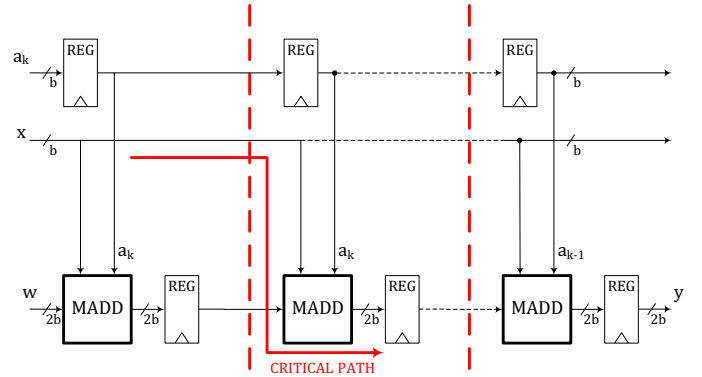 REG REG REG
aₖ
b b
x
b b
aₖ aₖ aₖ₋₁
w MADD REG MADD REG MADD REG y
2b 2b 2b 2b 2b
CRITICAL PATH